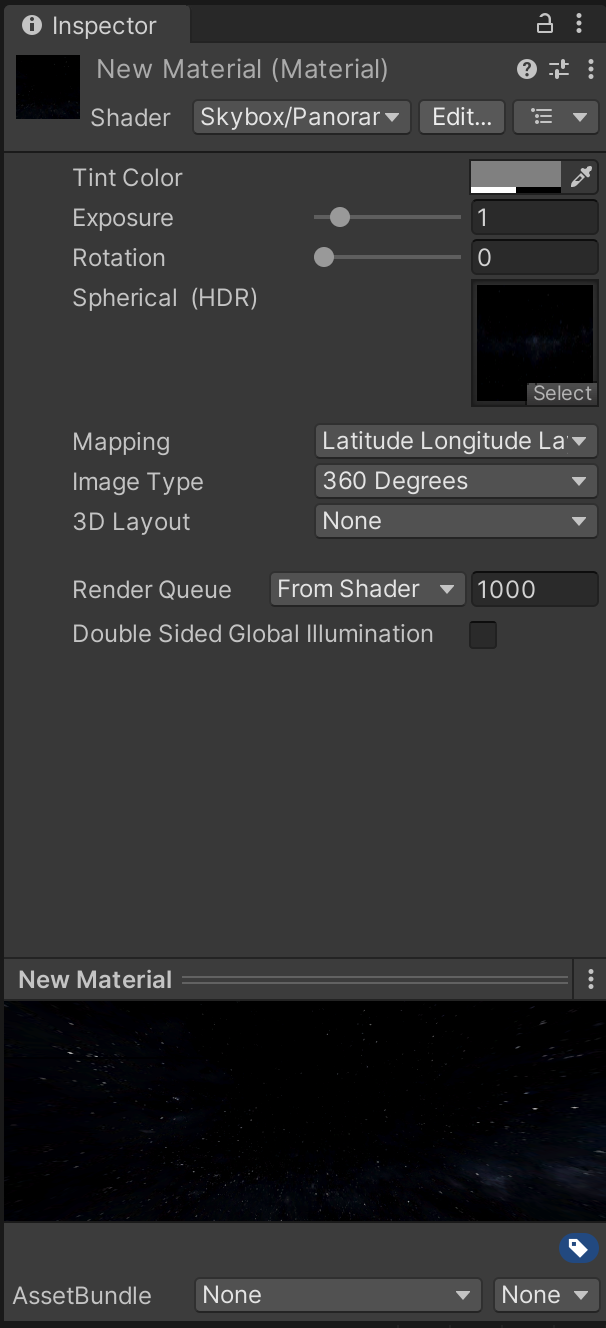 Inspector
New Material (Material)
Shader Skybox/Panorar Edit...
Tint Color
Exposure 1
Rotation 0
Spherical (HDR)
Select
Mapping Latitude Longitude La
Image Type 360 Degrees
3D Layout None
Render Queue From Shader 1000
Double Sided Global Illumination
New Material
AssetBundle None None